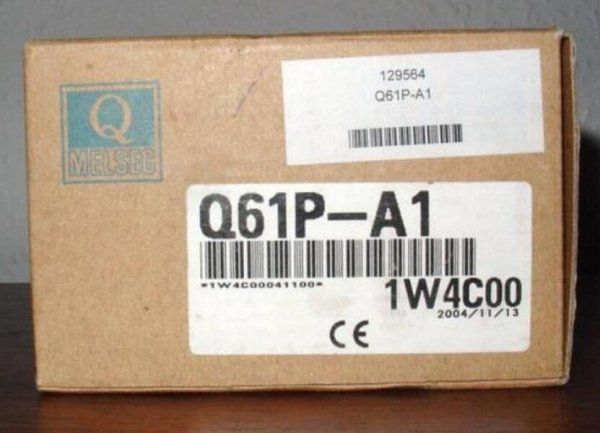 129564
Q61P-A1
Q
MELSEC
Q61P-A1
*1W4C00041100*
1W4C00
2004/11/13
CE